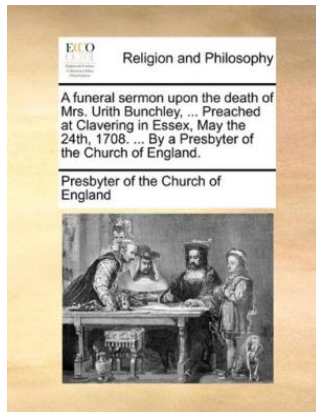 ECCO
Religion and Philosophy
A funeral sermon upon the death of
Mrs. Urith Bunchley, ... Preached
at Clavering in Essex, May the
24th, 1708. ... By a Presbyter of
the Church of England.
Presbyter of the Church of
England